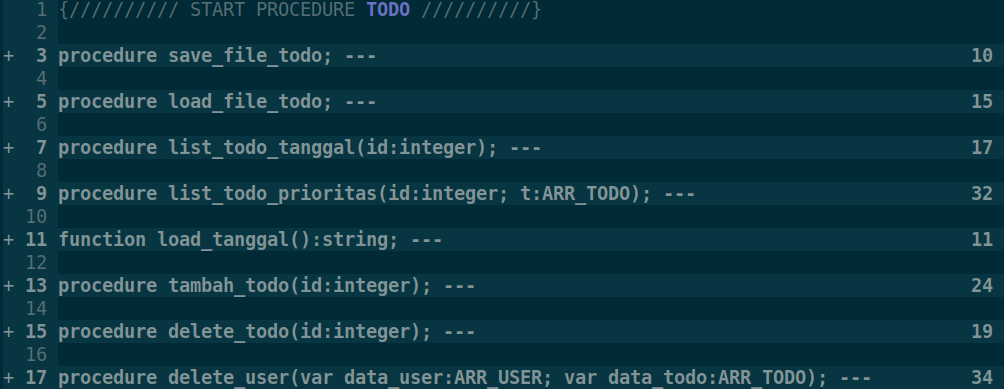 1 {////////// START PROCEDURE TODO //////////}
2
+ 3 procedure save_file_todo; --- 10
4
+ 5 procedure load_file_todo; --- 15
6
+ 7 procedure list_todo_tanggal(id:integer); --- 17
8
+ 9 procedure list_todo_prioritas(id:integer; t:ARR_TODO); --- 32
10
+ 11 function load_tanggal():string; --- 11
12
+ 13 procedure tambah_todo(id:integer); --- 24
14
+ 15 procedure delete_todo(id:integer); --- 19
16
+ 17 procedure delete_user(var data_user:ARR_USER; var data_todo:ARR_TODO); --- 34